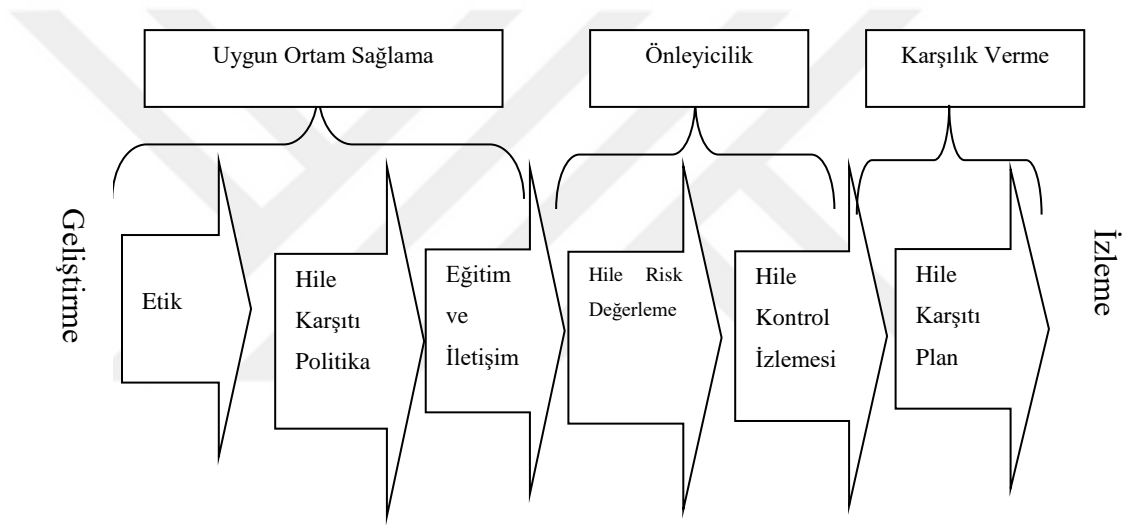 Uygun Ortam Sağlama
Önleyicilik
Karşılık Verme
Geliştirme
Etik
Hile
Karşıtı
Politika
Eğitim
ve
İletişim
Hile Risk
Değerleme
Hile
Kontrol
İzlemesi
Hile
Karşıtı
Plan
İzleme